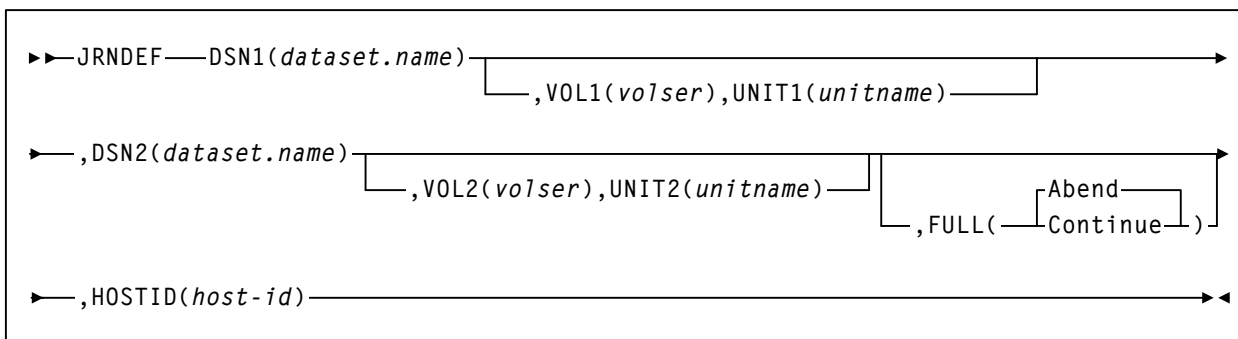 JRNDEF DSN1(dataset.name)
,VOL1(volser),UNIT1(unitname)
,DSN2(dataset.name)
,VOL2(volser),UNIT2(unitname)
Abend
,FULL( Continue )
,HOSTID(host-id)